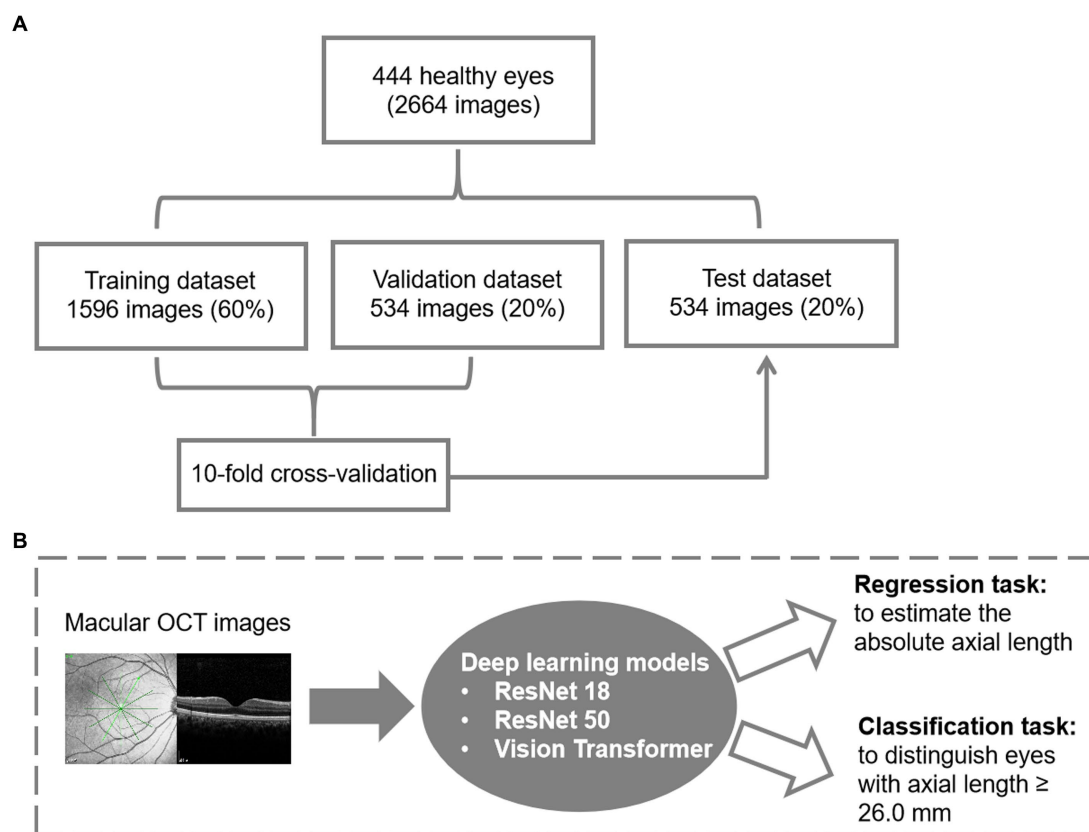 A
444 healthy eyes
(2664 images)
Training dataset
1596 images (60%)
Validation dataset
534 images (20%)
Test dataset
534 images (20%)
10-fold cross-validation
B
Macular OCT images
Deep learning models
• ResNet 18
• ResNet 50
• Vision Transformer
Regression task:
to estimate the
absolute axial length
Classification task:
to distinguish eyes
with axial length ≥
26.0 mm